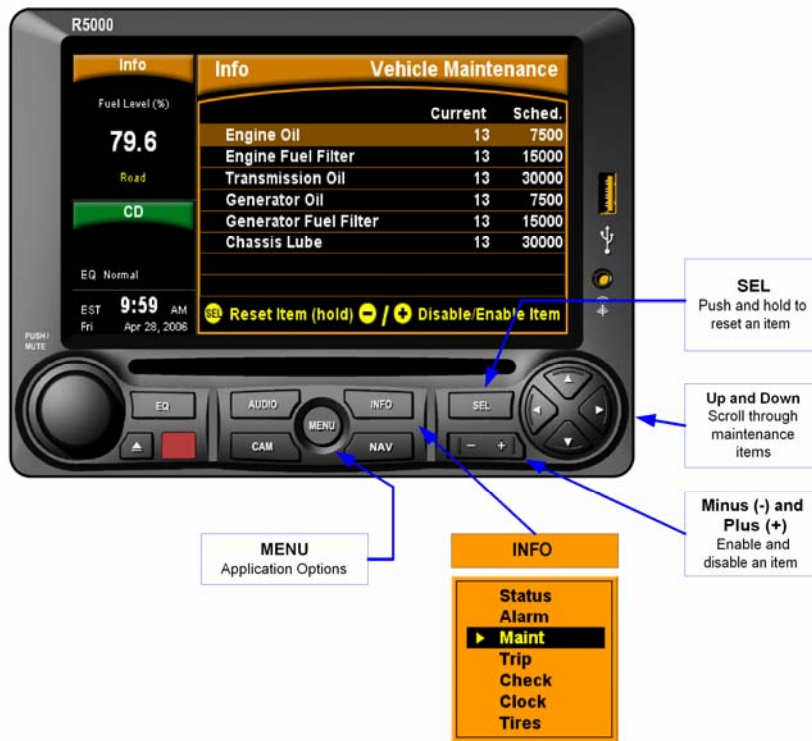 R5000
Info
Fuel Level (%)
79.6
Road
CD
EQ Normal
EST 9:59 AM
Fri Apr 28, 2006
Info Vehicle Maintenance
Current Sched.
Engine Oil 13 7500
Engine Fuel Filter 13 15000
Transmission Oil 13 30000
Generator Oil 13 7500
Generator Fuel Filter 13 15000
Chassis Lube 13 30000
SEL Reset Item (hold) - / + Disable/Enable Item
PUSH/
MUTE
EQ
AUDIO
INFO
SEL
MENU
CAM
NAV
- +
SEL
Push and hold to
reset an item
Up and Down
Scroll through
maintenance
items
Minus (-) and
Plus (+)
Enable and
disable an item
MENU
Application Options
INFO
Status
Alarm
Maint
Trip
Check
Clock
Tires